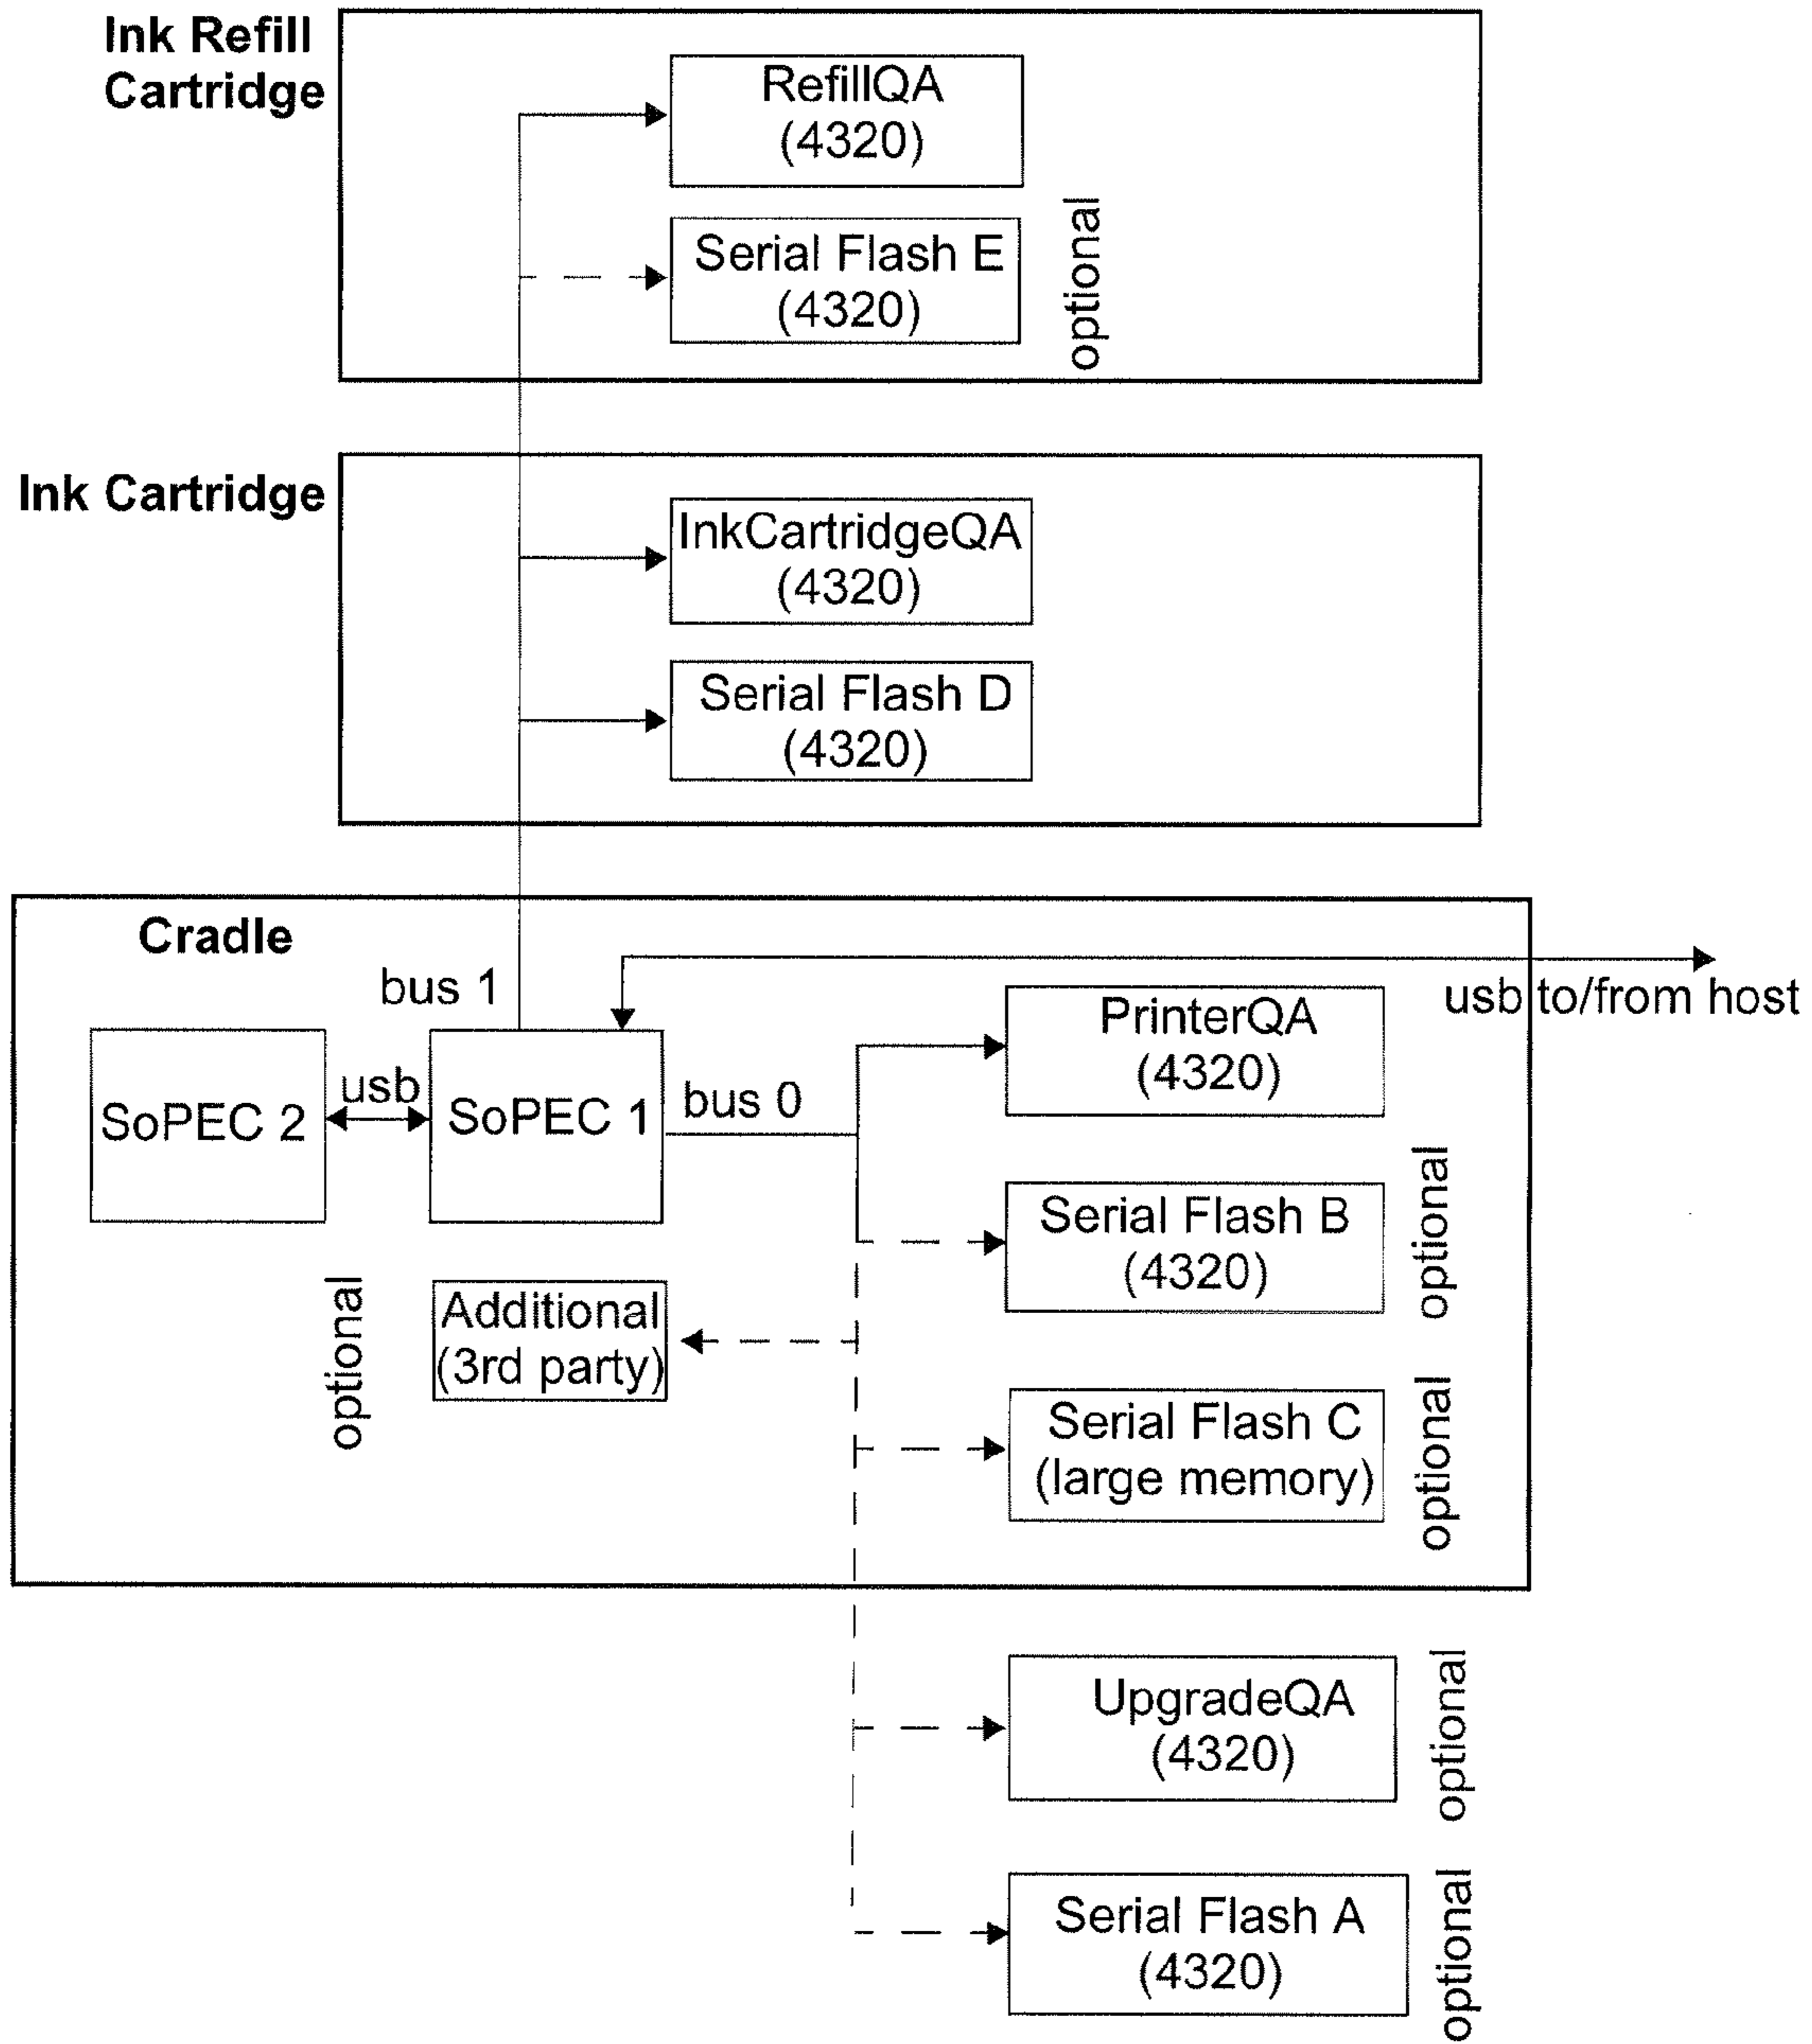 Ink Refill
Cartridge
RefillQA
(4320)
Serial Flash E
(4320)
optional
Ink Cartridge
InkCartridgeQA
(4320)
Serial Flash D
(4320)
Cradle
bus 1
usb to/from host
PrinterQA
(4320)
SoPEC 2
usb
SoPEC 1
bus 0
Serial Flash B
(4320)
optional
optional
Additional
(3rd party)
Serial Flash C
(large memory)
optional
UpgradeQA
(4320)
optional
Serial Flash A
(4320)
optional